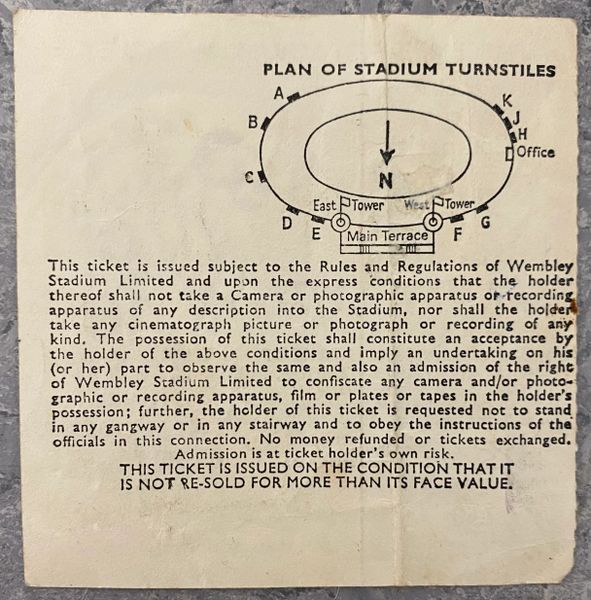 PLAN OF STADIUM TURNSTILES
A
K
B
J
H
Office
C
N
East Tower
West Tower
D
E
Main Terrace
F
G
This ticket is issued subject to the Rules and Regulations of Wembley
Stadium Limited and upon the express conditions that the holder
thereof shall not take a Camera or photographic apparatus or recording
apparatus of any description into the Stadium, nor shall the holder
take any cinematograph picture or photograph or recording of any
kind. The possession of this ticket shall constitute an acceptance by
the holder of the above conditions and imply an undertaking on his
(or her) part to observe the same and also an admission of the right
of Wembley Stadium Limited to confiscate any camera and/or photo-
graphic or recording apparatus, film or plates or tapes in the holder's
possession; further, the holder of this ticket is requested not to stand
in any gangway or in any stairway and to obey the instructions of the
officials in this connection. No money refunded or tickets exchanged.
Admission is at ticket holder's own risk.
THIS TICKET IS ISSUED ON THE CONDITION THAT IT
IS NOT RE-SOLD FOR MORE THAN ITS FACE VALUE.